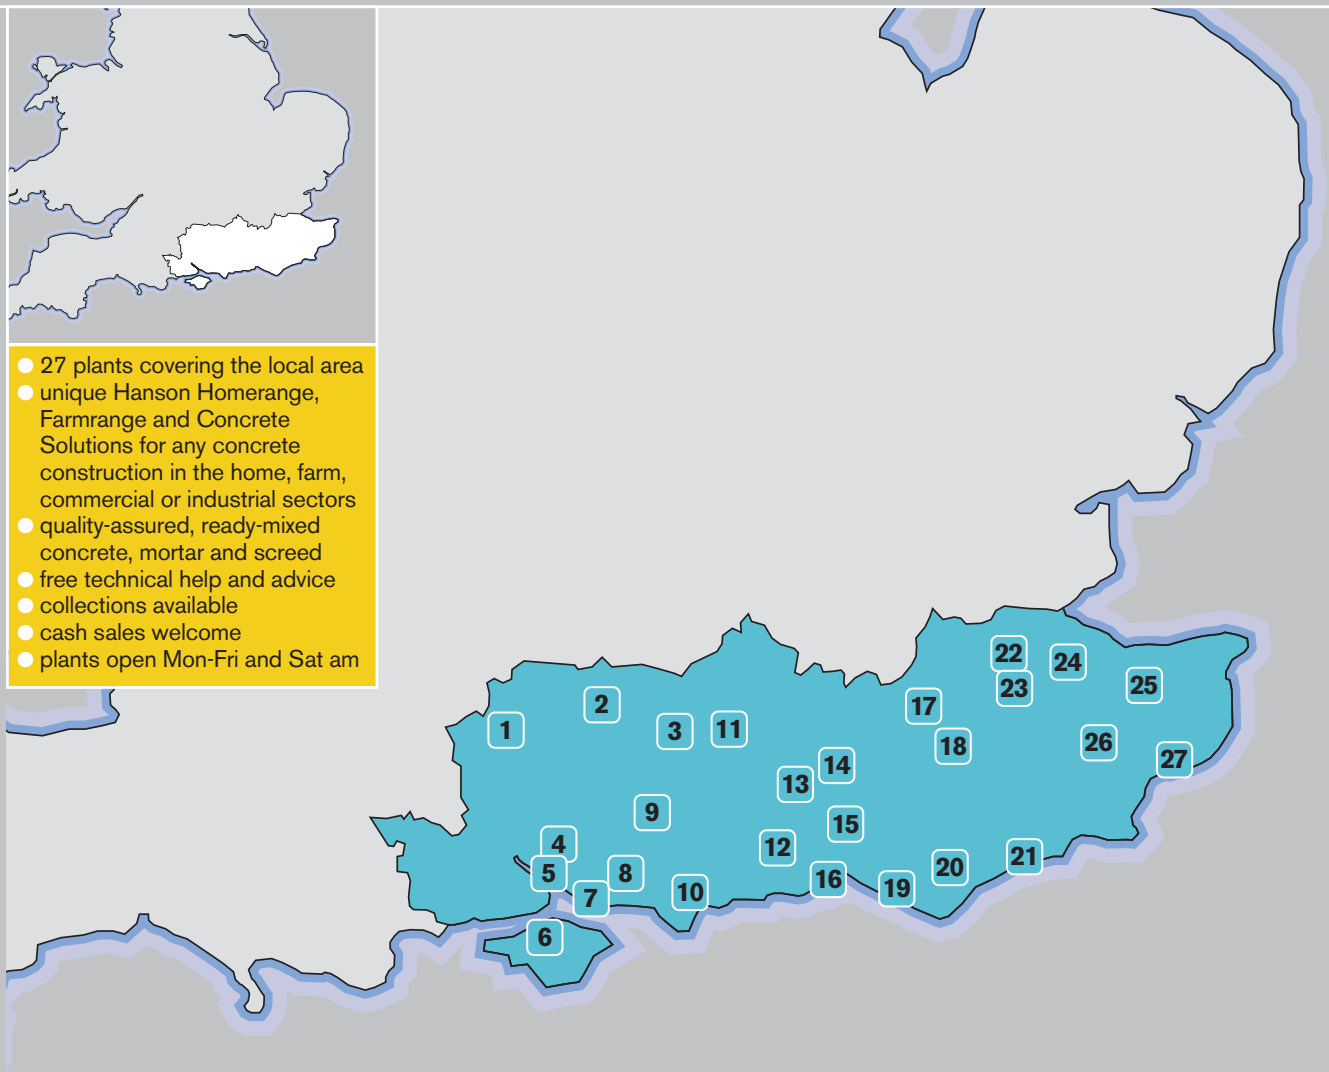 27 plants covering the local area
unique Hanson Homerange,
Farmrange and Concrete
Solutions for any concrete
construction in the home, farm,
commercial or industrial sectors
quality-assured, ready-mixed
concrete, mortar and screed
free technical help and advice
collections available
cash sales welcome
plants open Mon-Fri and Sat am
1
2
3
4
5
6
7
8
9
10
11
12
13
14
15
16
17
18
19
20
21
22
23
24
25
26
27